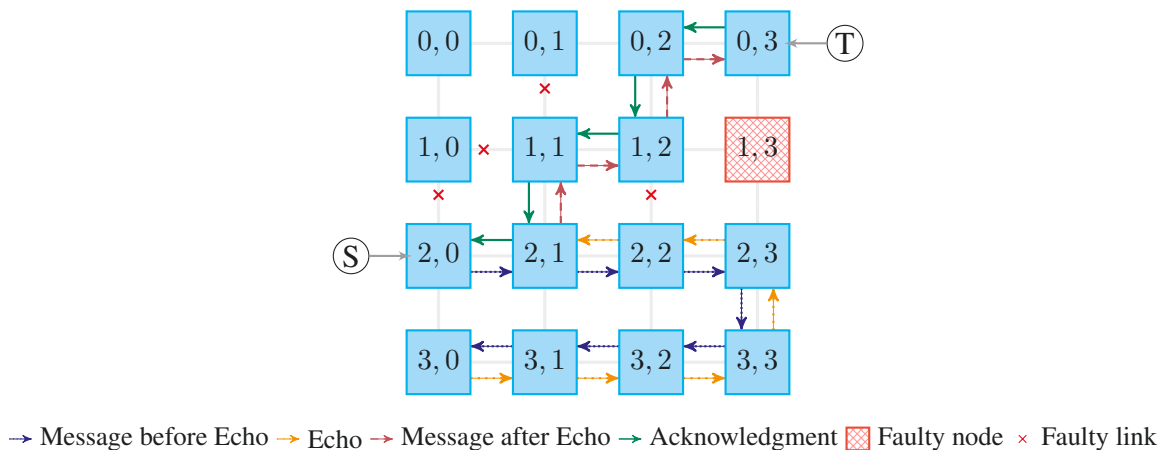 0, 0 0, 1 0, 2 0, 3 T
1, 0 1, 1 1, 2 1, 3
S 2, 0 2, 1 2, 2 2, 3
3, 0 3, 1 3, 2 3, 3
Message before Echo Echo Message after Echo Acknowledgment Faulty node Faulty link